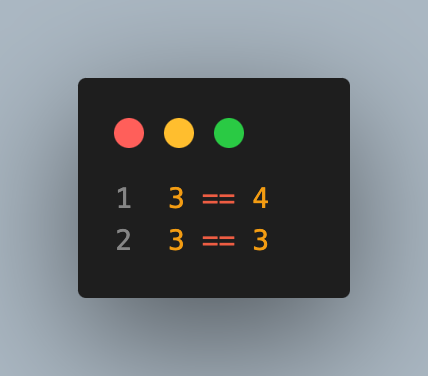 1 3 == 4
2 3 == 3